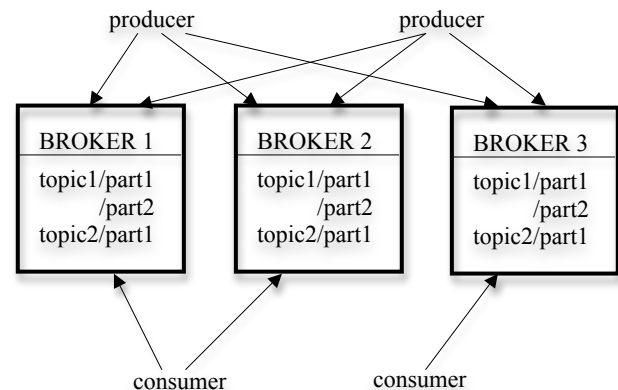 producer producer
BROKER 1 BROKER 2 BROKER 3
topic1/part1 topic1/part1 topic1/part1
/part2 /part2 /part2
topic2/part1 topic2/part1 topic2/part1
consumer consumer